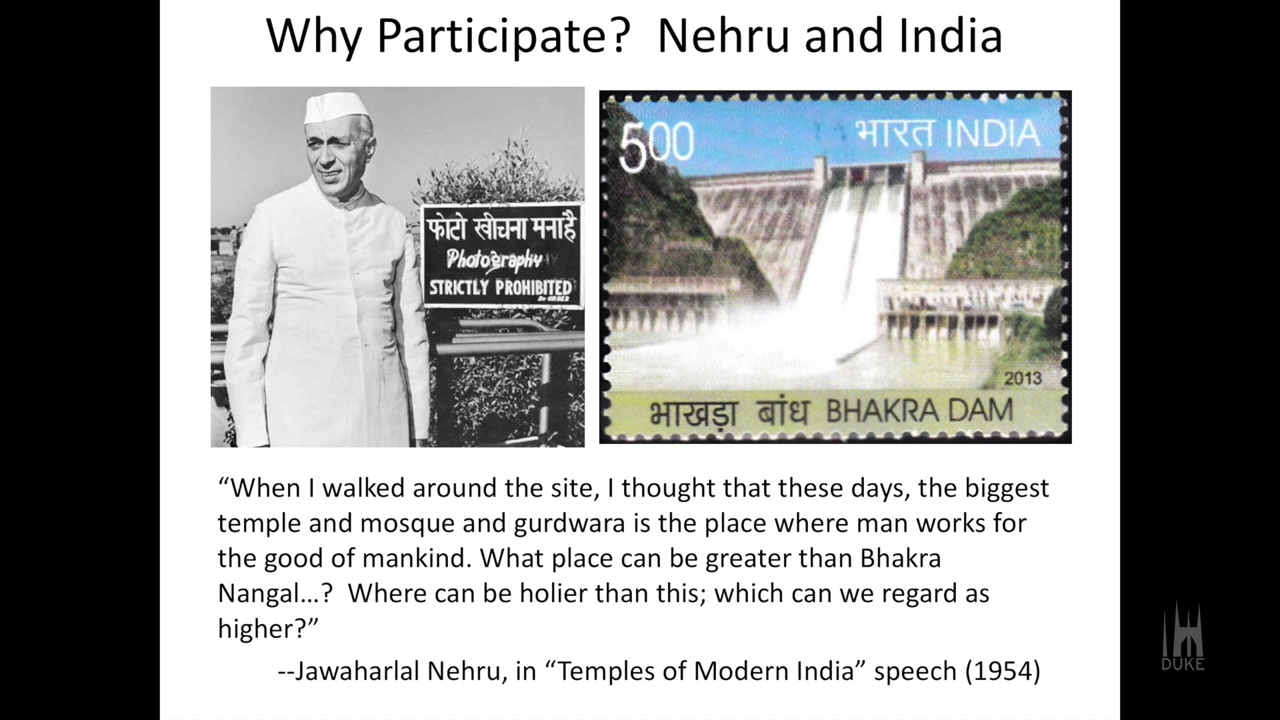 Why Participate?  Nehru and India
फोटो खीचना मना है
Photography
STRICTLY PROHIBITED
By ORDER
500
भारत INDIA
2013
भाखड़ा बांध BHAKRA DAM
“When I walked around the site, I thought that these days, the biggest
temple and mosque and gurdwara is the place where man works for
the good of mankind. What place can be greater than Bhakra
Nangal…?  Where can be holier than this; which can we regard as
higher?”
--Jawaharlal Nehru, in “Temples of Modern India” speech (1954)
DUKE